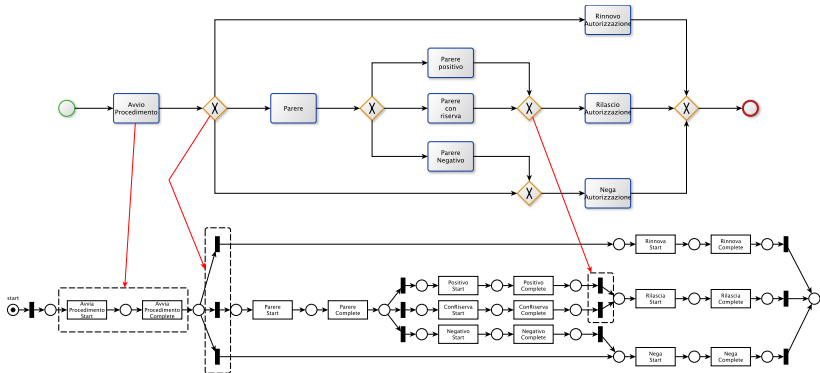 Rinnovo
Autorizzazione
Parere
positivo
Avvio
Procedimento
Parere
Parere
con
riserva
Rilascio
Autorizzazione
Parere
Negativo
Nega
Autorizzazione
Rinnova
Start
Rinnova
Complete
start
Avvia
Procedimento
Start
Avvia
Procedimento
Complete
Parere
Start
Parere
Complete
Positivo
Start
Positivo
Complete
ConRiserva
Start
ConRiserva
Complete
Negativo
Start
Negativo
Complete
Rilascia
Start
Rilascia
Complete
Nega
Start
Nega
Complete